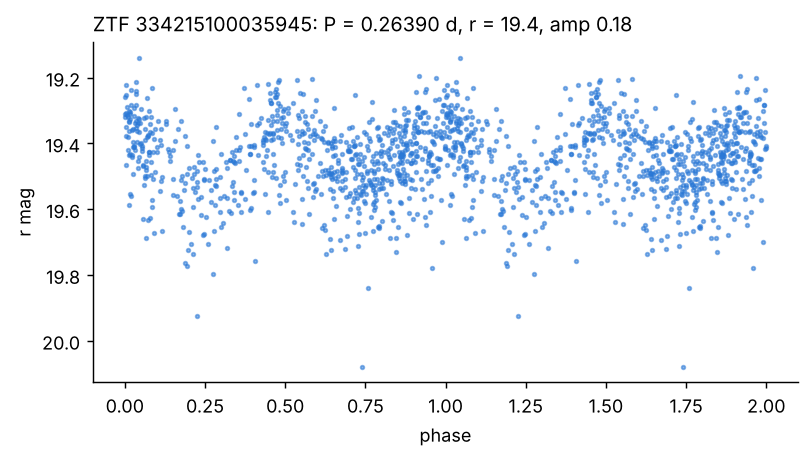 ZTF 334215100035945: P = 0.26390 d, r = 19.4, amp 0.18
19.2
19.4
19.6
19.8
20.0
r mag
0.00 0.25 0.50 0.75 1.00 1.25 1.50 1.75 2.00
phase